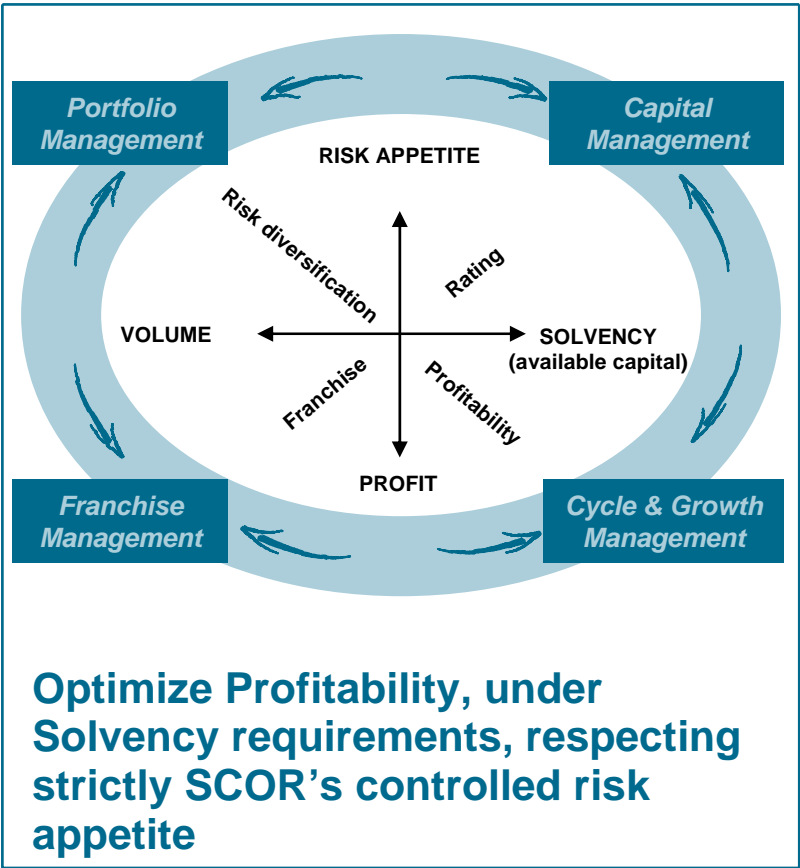 Portfolio
Management
Capital
Management
RISK APPETITE
Risk diversification
Rating
VOLUME
SOLVENCY
(available capital)
Franchise
Profitability
PROFIT
Franchise
Management
Cycle & Growth
Management
Optimize Profitability, under
Solvency requirements, respecting
strictly SCOR’s controlled risk
appetite